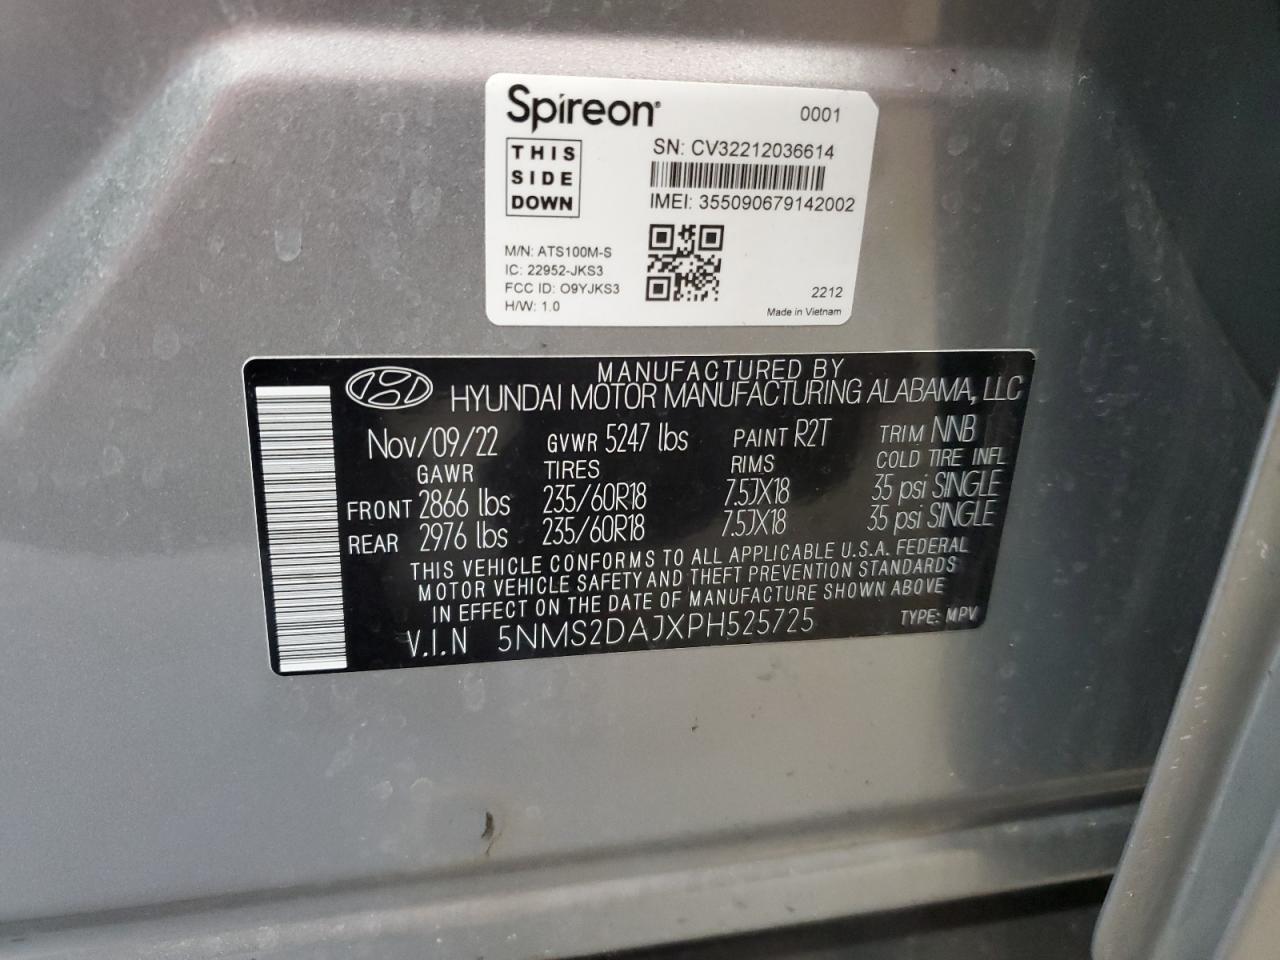 Spireon
0001
THIS
SIDE
DOWN
SN: CV32212036614
IMEI: 355090679142002
M/N: ATS100M-S
IC: 22952-JKS3
FCC ID: O9YJKS3
H/W: 1.0
2212
Made in Vietnam
MANUFACTURED BY
HYUNDAI MOTOR MANUFACTURING ALABAMA, LLC
Nov/09/22 GVWR 5247 lbs PAINT R2T TRIM NNB
GAWR TIRES RIMS COLD TIRE INFL
FRONT 2866 lbs 235/60R18 7.5JX18 35 psi SINGLE
REAR 2976 lbs 235/60R18 7.5JX18 35 psi SINGLE
THIS VEHICLE CONFORMS TO ALL APPLICABLE U.S.A. FEDERAL
MOTOR VEHICLE SAFETY AND THEFT PREVENTION STANDARDS
IN EFFECT ON THE DATE OF MANUFACTURE SHOWN ABOVE
V.I.N 5NMS2DAJXPH525725 TYPE: MPV